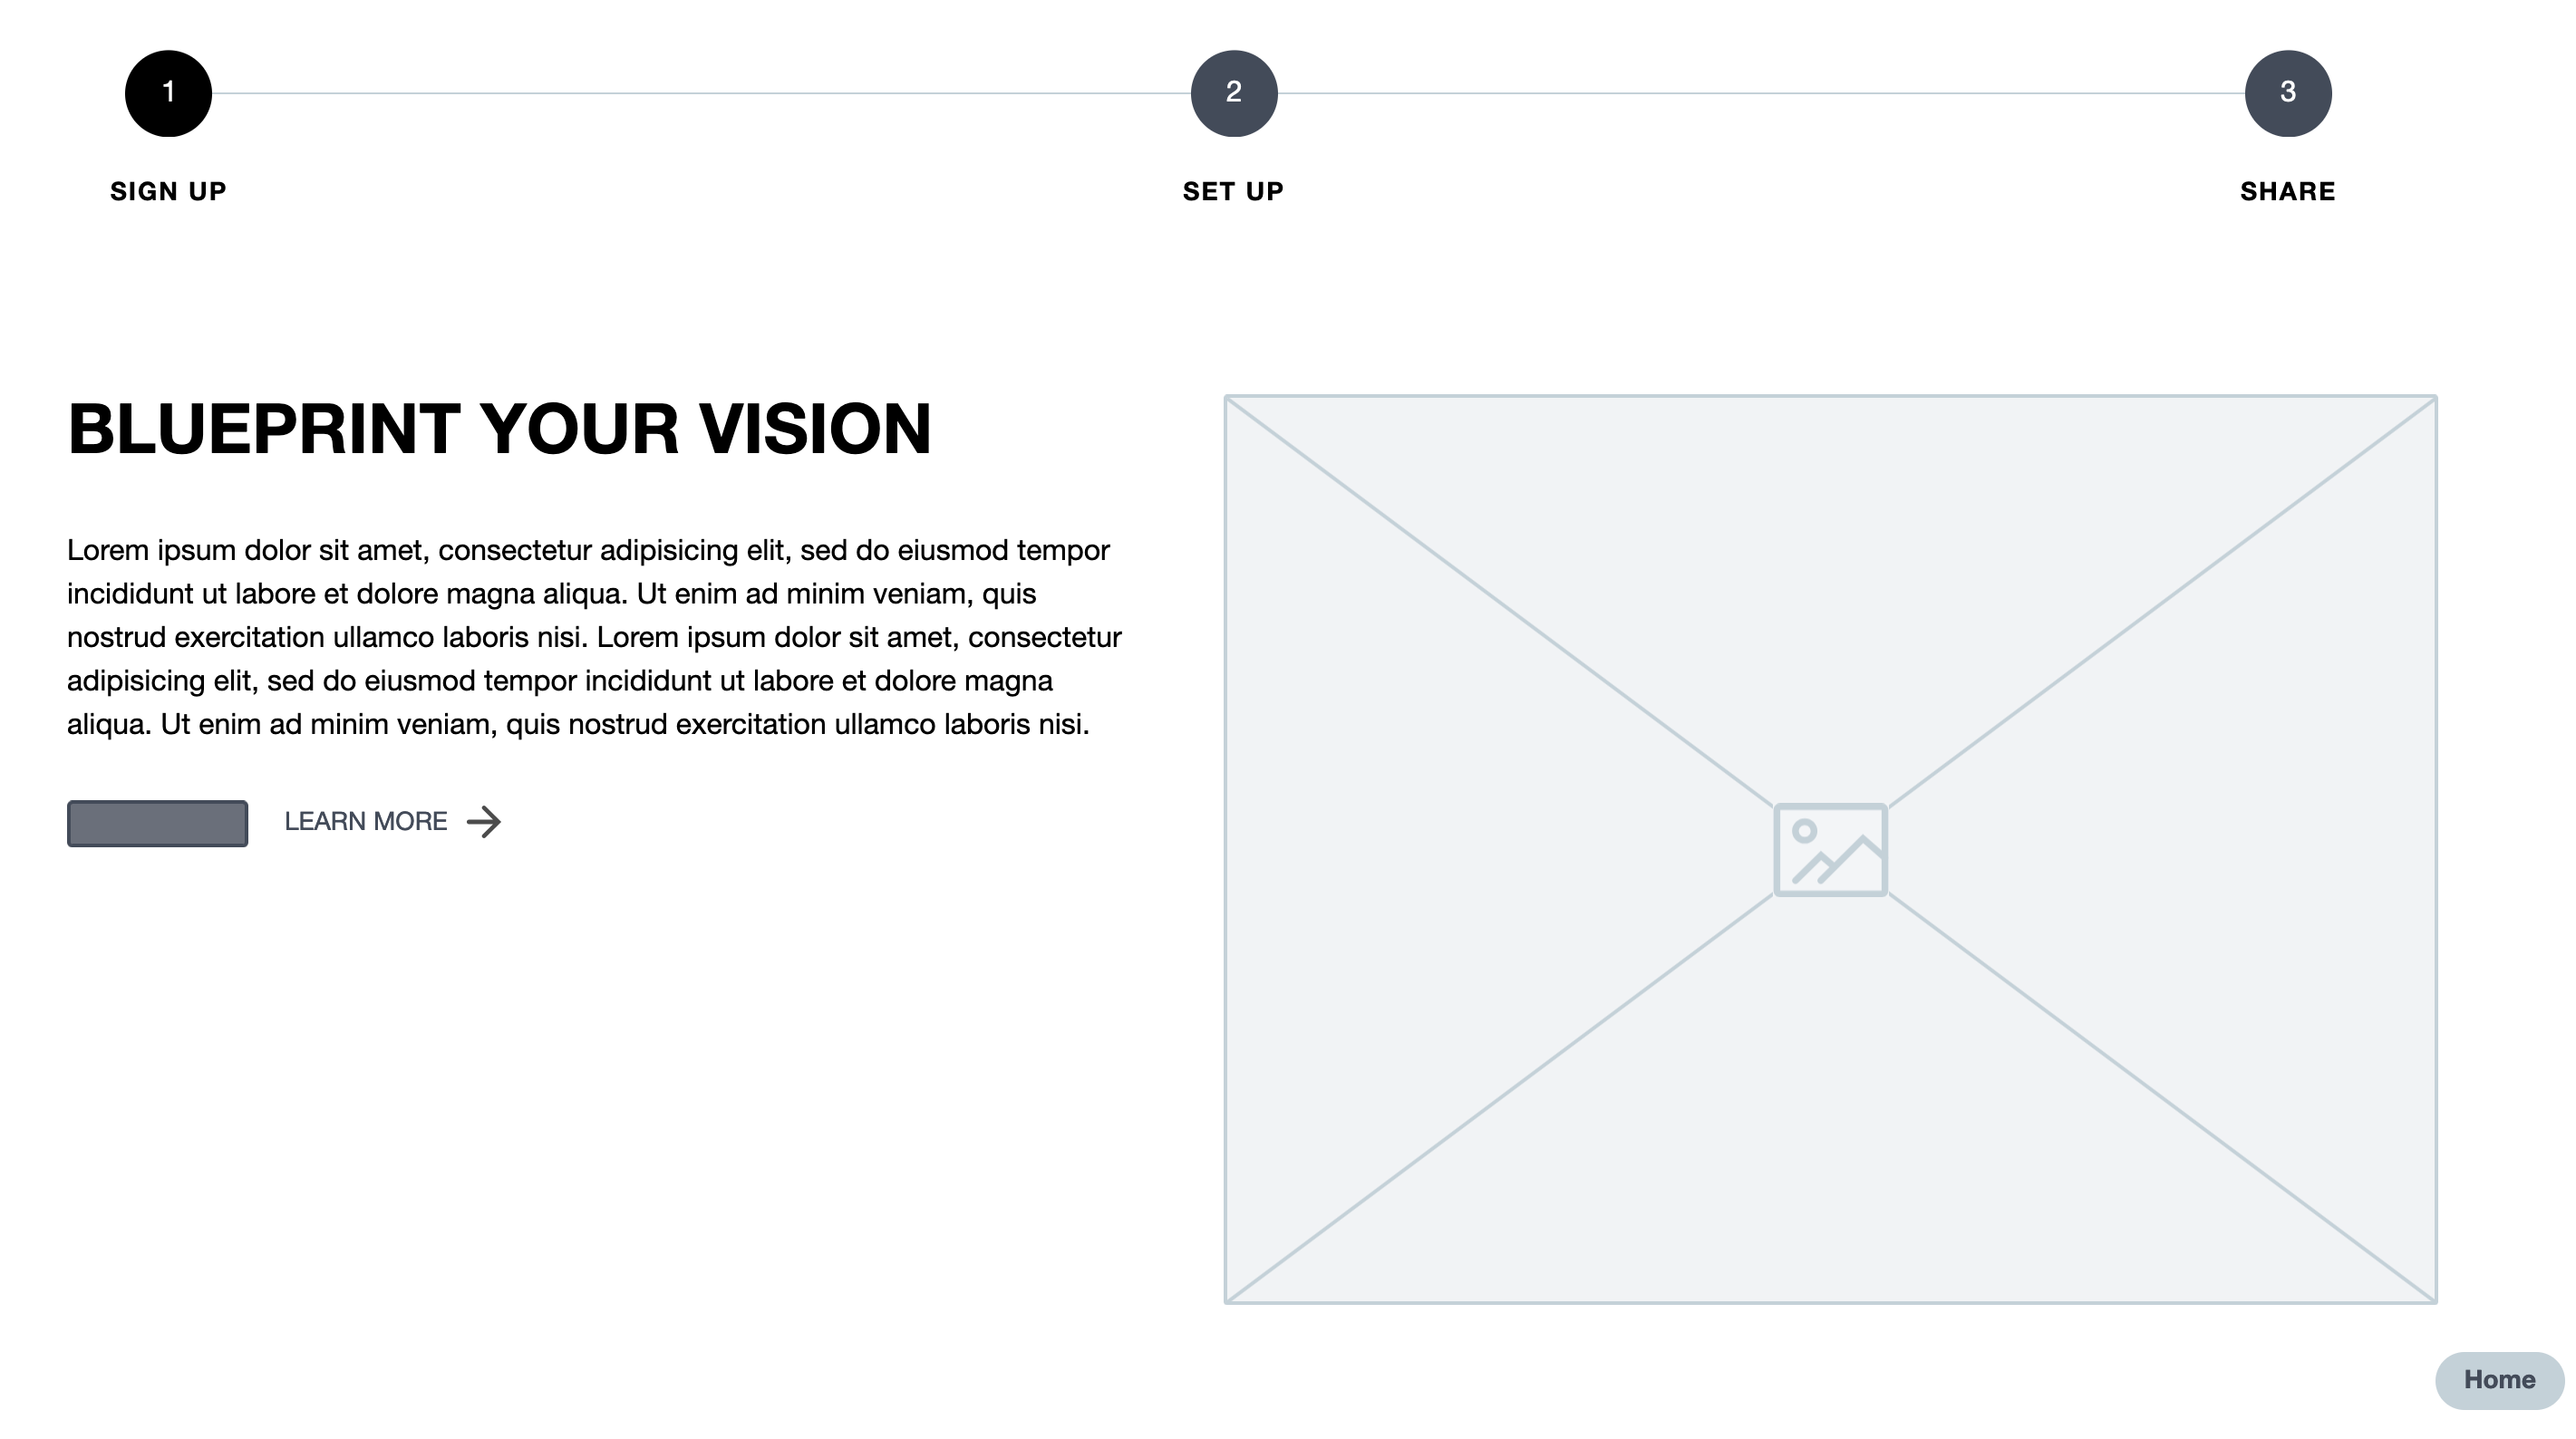 1
2
3
SIGN UP
SET UP
SHARE
BLUEPRINT YOUR VISION
Lorem ipsum dolor sit amet, consectetur adipisicing elit, sed do eiusmod tempor
incididunt ut labore et dolore magna aliqua. Ut enim ad minim veniam, quis
nostrud exercitation ullamco laboris nisi. Lorem ipsum dolor sit amet, consectetur
adipisicing elit, sed do eiusmod tempor incididunt ut labore et dolore magna
aliqua. Ut enim ad minim veniam, quis nostrud exercitation ullamco laboris nisi.
LEARN MORE
Home